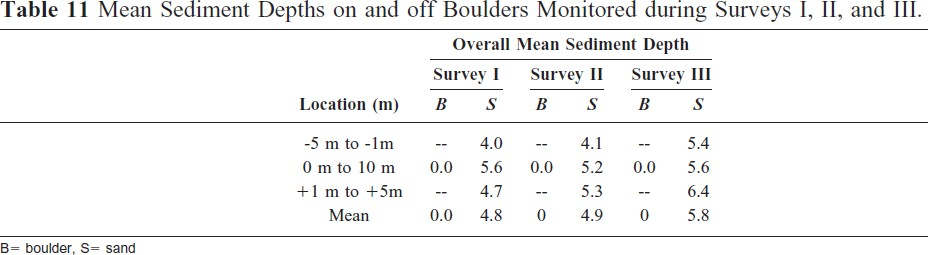 Table 11 Mean Sediment Depths on and off Boulders Monitored during Surveys I, II, and III.
Overall Mean Sediment Depth
Survey I Survey II Survey III
Location (m) B S B S B S
-5 m to -1m -- 4.0 -- 4.1 -- 5.4
0 m to 10 m 0.0 5.6 0.0 5.2 0.0 5.6
+1 m to +5m -- 4.7 -- 5.3 -- 6.4
Mean 0.0 4.8 0 4.9 0 5.8
B= boulder, S= sand